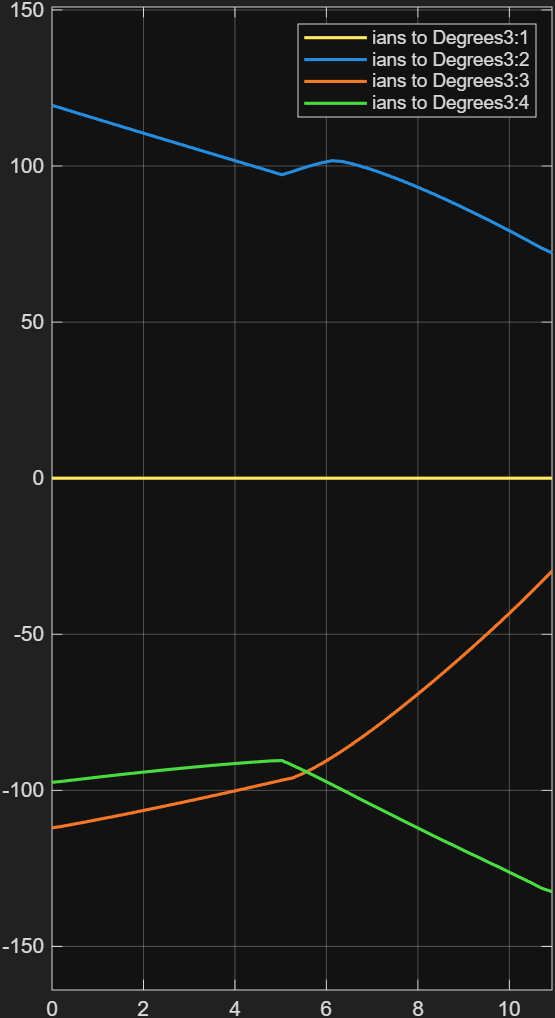 150
ians to Degrees3:1
ians to Degrees3:2
ians to Degrees3:3
ians to Degrees3:4
100
50
0
-50
-100
-150
0 2 4 6 8 10